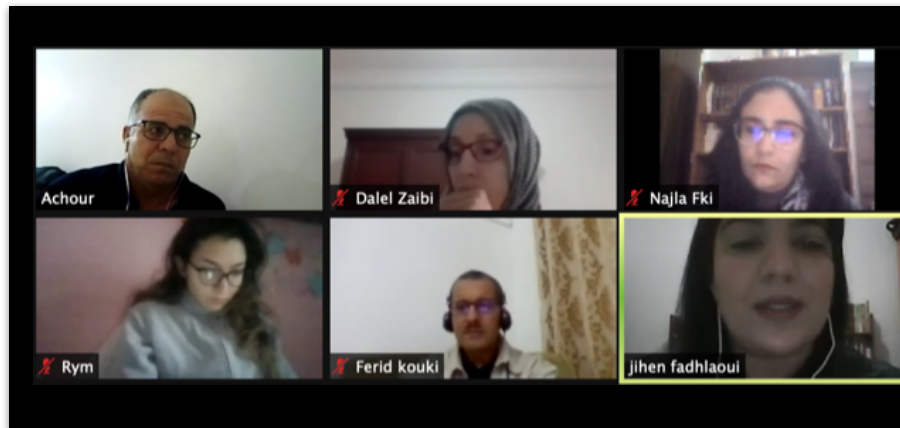 Achour
Dalel Zaibi
Najla Fki
Rym
Ferid kouki
jihen fadhlaoui